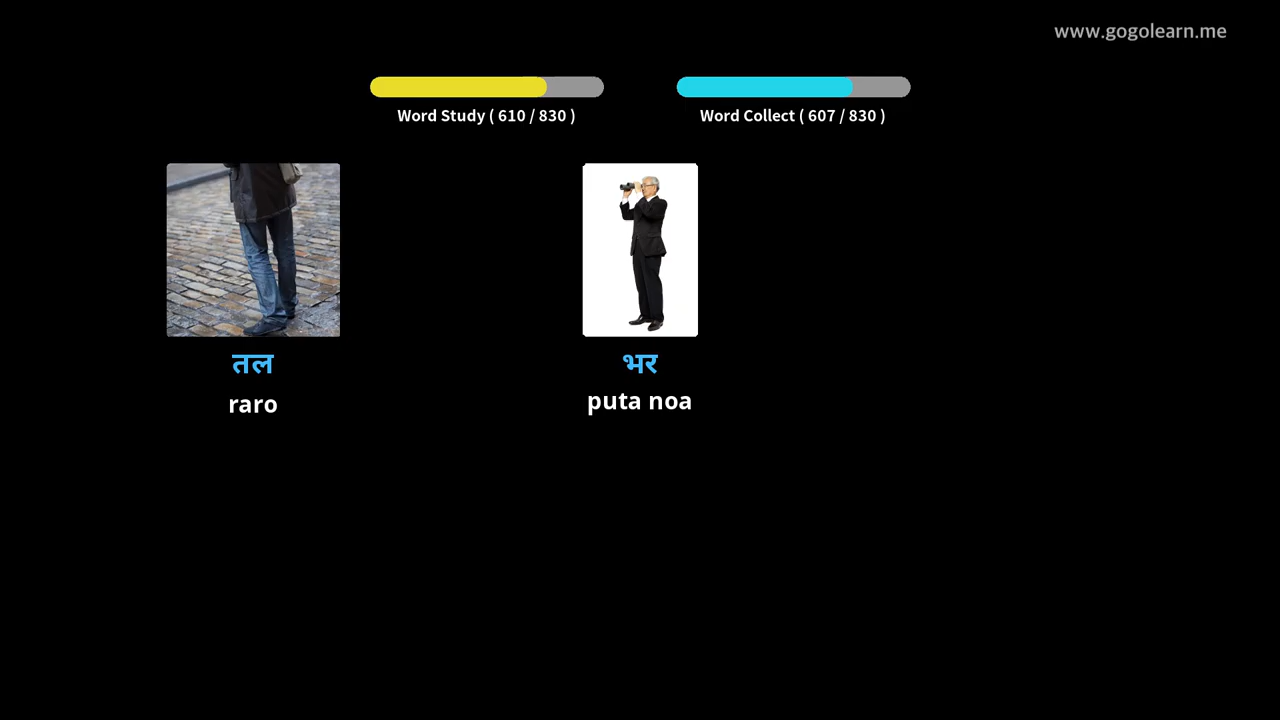 www.gogolearn.me
Word Study ( 610 / 830 )
Word Collect ( 607 / 830 )
तल
raro
भर
puta noa